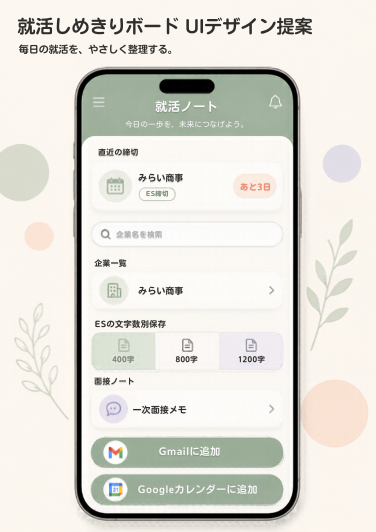 就活しめきりボード UIデザイン提案
毎日の就活を、やさしく整理する。
就活ノート
今日の一歩を、未来につなげよう。
直近の締切
みらい商事
ES締切
あと3日
企業名を検索
企業一覧
みらい商事
ESの文字数別保存
400字
800字
1200字
面接ノート
一次面接メモ
Gmailに追加
31
Googleカレンダーに追加